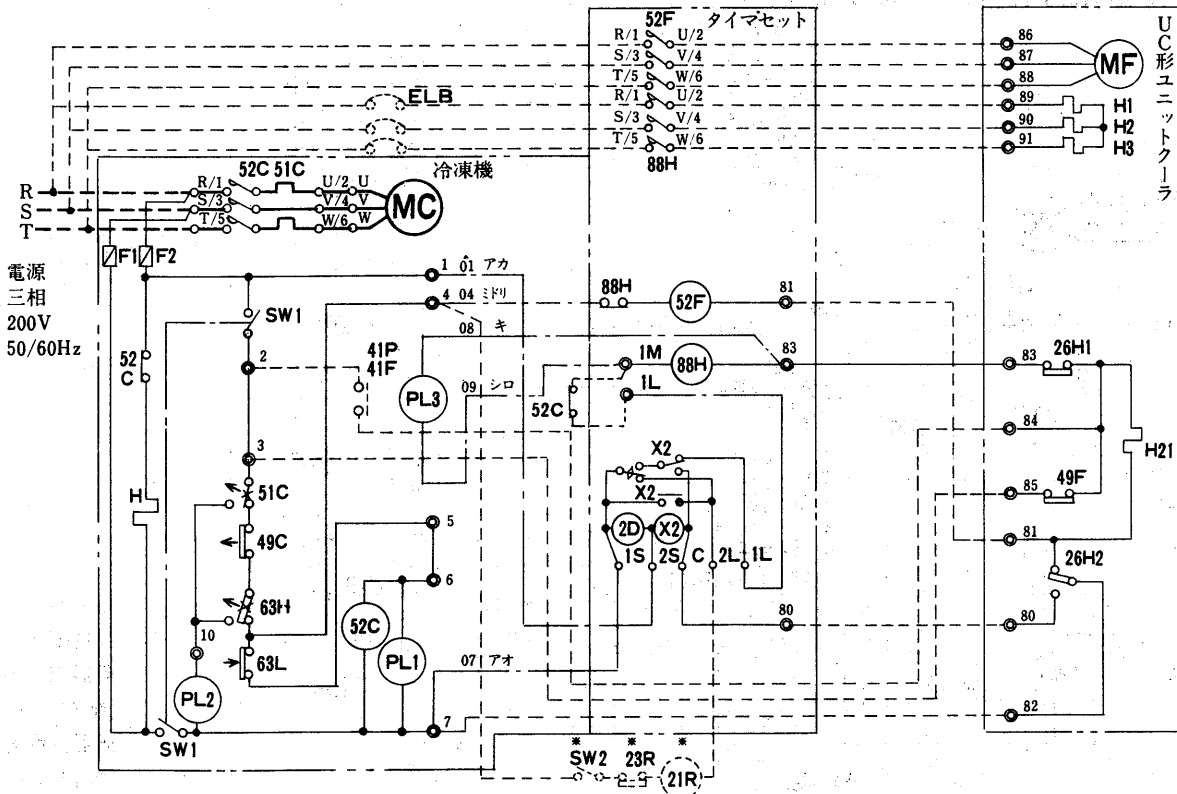 52F タイマセット
R/1 U/2 86
S/3 V/4 87
T/5 W/6 88
R/1 U/2 89
S/3 V/4 90
T/5 W/6 91
88H
MF
H1
H2
H3
UC形ユニットクーラ
ELB
冷凍機
52C 51C
R R/1 U/2 U
S S/3 V/4 V
T T/5 W/6 W
MC
F1 F2
電源
三相
200V
50/60Hz
1 01 アカ
4 04 ミドリ
88H 52F 81
SW1
08 キ
83
2
41P
41F
1M 88H
83 26H1
52
C
PL3
09 シロ
1L
52C
84
H21
3
X2
85 49F
51C
X2
H
5
2D X2
81
49C
1S 2S C 2L 1L
26H2
6
63H
52C
80
80
10
PL1
63L
07 アオ
PL2
82
7
SW1
※ ※ ※
SW2 23R 21R